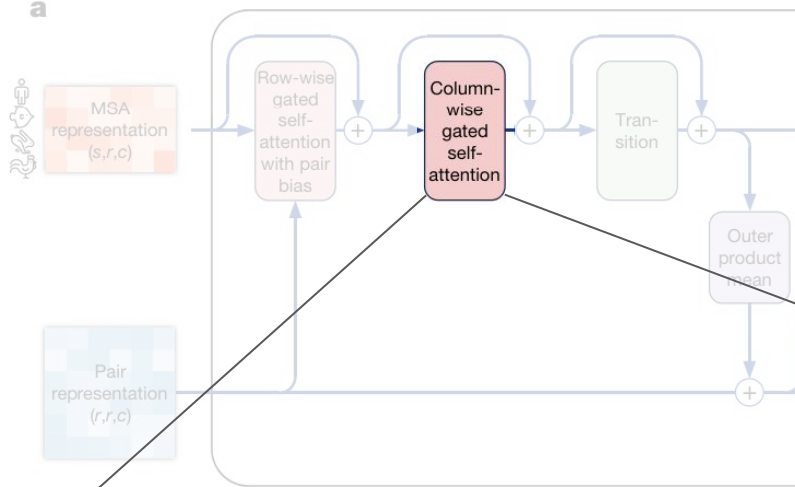 a
MSA
representation
(s,r,c)
Row-wise
gated
self-
attention
with pair
bias
+
Column-
wise
gated
self-
attention
+
Tran-
sition
+
Outer
product
mean
Pair
representation
(r,r,c)
+